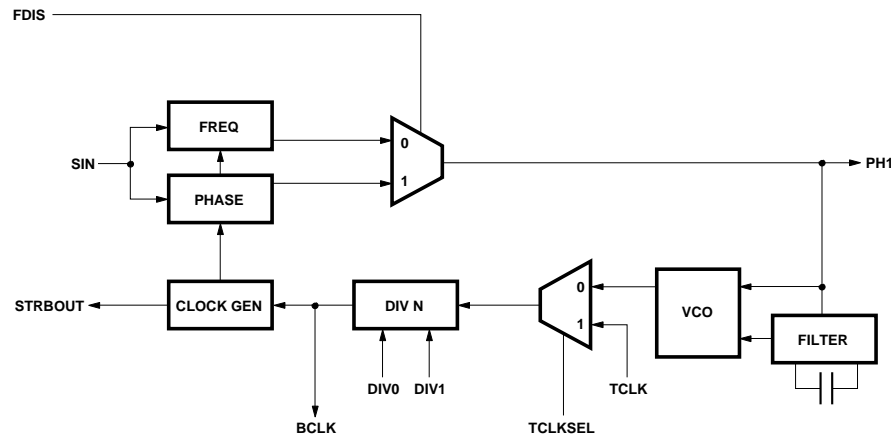 FDIS
FREQ
0
SIN
PH1
1
PHASE
STRBOUT
CLOCK GEN
DIV N
0
1
VCO
FILTER
DIV0
DIV1
TCLK
BCLK
TCLKSEL